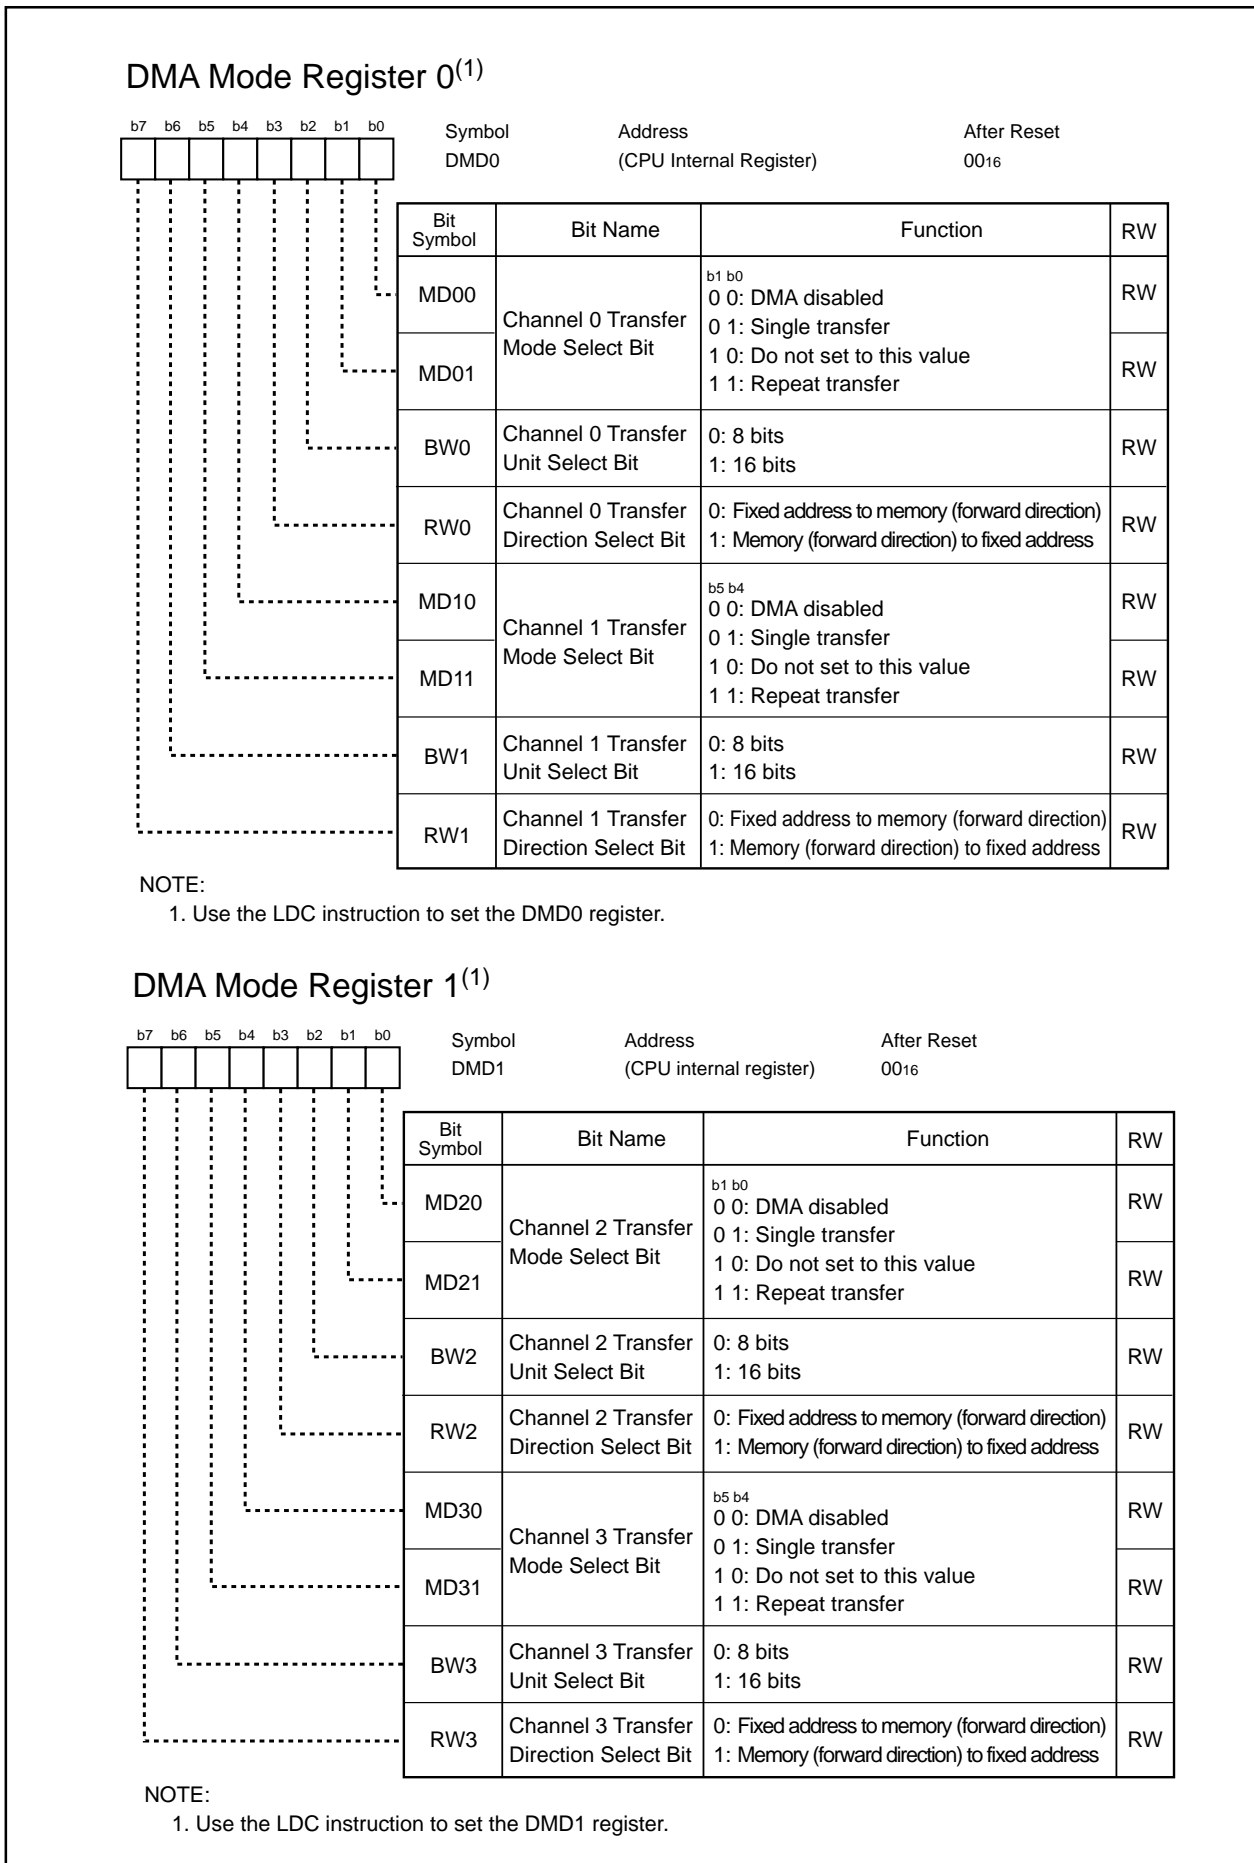 DMA Mode Register 0(1)
b7 b6 b5 b4 b3 b2 b1 b0
Symbol Address After Reset
DMD0 (CPU Internal Register) 0016
Bit Symbol Bit Name Function RW
MD00 RW
MD01 RW
Channel 0 Transfer
Mode Select Bit
b1 b0
0 0: DMA disabled
0 1: Single transfer
1 0: Do not set to this value
1 1: Repeat transfer
BW0 RW
Channel 0 Transfer
Unit Select Bit
0: 8 bits
1: 16 bits
RW0 RW
Channel 0 Transfer
Direction Select Bit
0: Fixed address to memory (forward direction)
1: Memory (forward direction) to fixed address
MD10 RW
MD11 RW
Channel 1 Transfer
Mode Select Bit
b5 b4
0 0: DMA disabled
0 1: Single transfer
1 0: Do not set to this value
1 1: Repeat transfer
BW1 RW
Channel 1 Transfer
Unit Select Bit
0: 8 bits
1: 16 bits
RW1 RW
Channel 1 Transfer
Direction Select Bit
0: Fixed address to memory (forward direction)
1: Memory (forward direction) to fixed address
NOTE:
1. Use the LDC instruction to set the DMD0 register.
DMA Mode Register 1(1)
b7 b6 b5 b4 b3 b2 b1 b0
Symbol Address After Reset
DMD1 (CPU internal register) 0016
Bit Symbol Bit Name Function RW
MD20 RW
MD21 RW
Channel 2 Transfer
Mode Select Bit
b1 b0
0 0: DMA disabled
0 1: Single transfer
1 0: Do not set to this value
1 1: Repeat transfer
BW2 RW
Channel 2 Transfer
Unit Select Bit
0: 8 bits
1: 16 bits
RW2 RW
Channel 2 Transfer
Direction Select Bit
0: Fixed address to memory (forward direction)
1: Memory (forward direction) to fixed address
MD30 RW
MD31 RW
Channel 3 Transfer
Mode Select Bit
b5 b4
0 0: DMA disabled
0 1: Single transfer
1 0: Do not set to this value
1 1: Repeat transfer
BW3 RW
Channel 3 Transfer
Unit Select Bit
0: 8 bits
1: 16 bits
RW3 RW
Channel 3 Transfer
Direction Select Bit
0: Fixed address to memory (forward direction)
1: Memory (forward direction) to fixed address
NOTE:
1. Use the LDC instruction to set the DMD1 register.